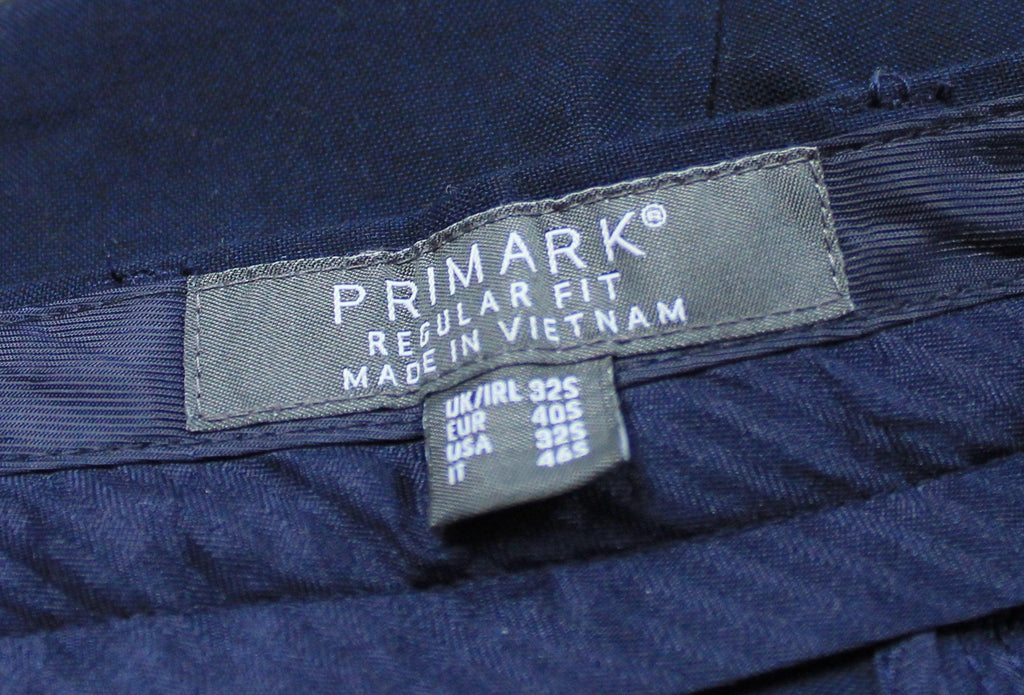 PRIMARK®
REGULAR FIT
MADE IN VIETNAM
UK/IRL 32S
EUR 40S
USA 32S
IT 46S